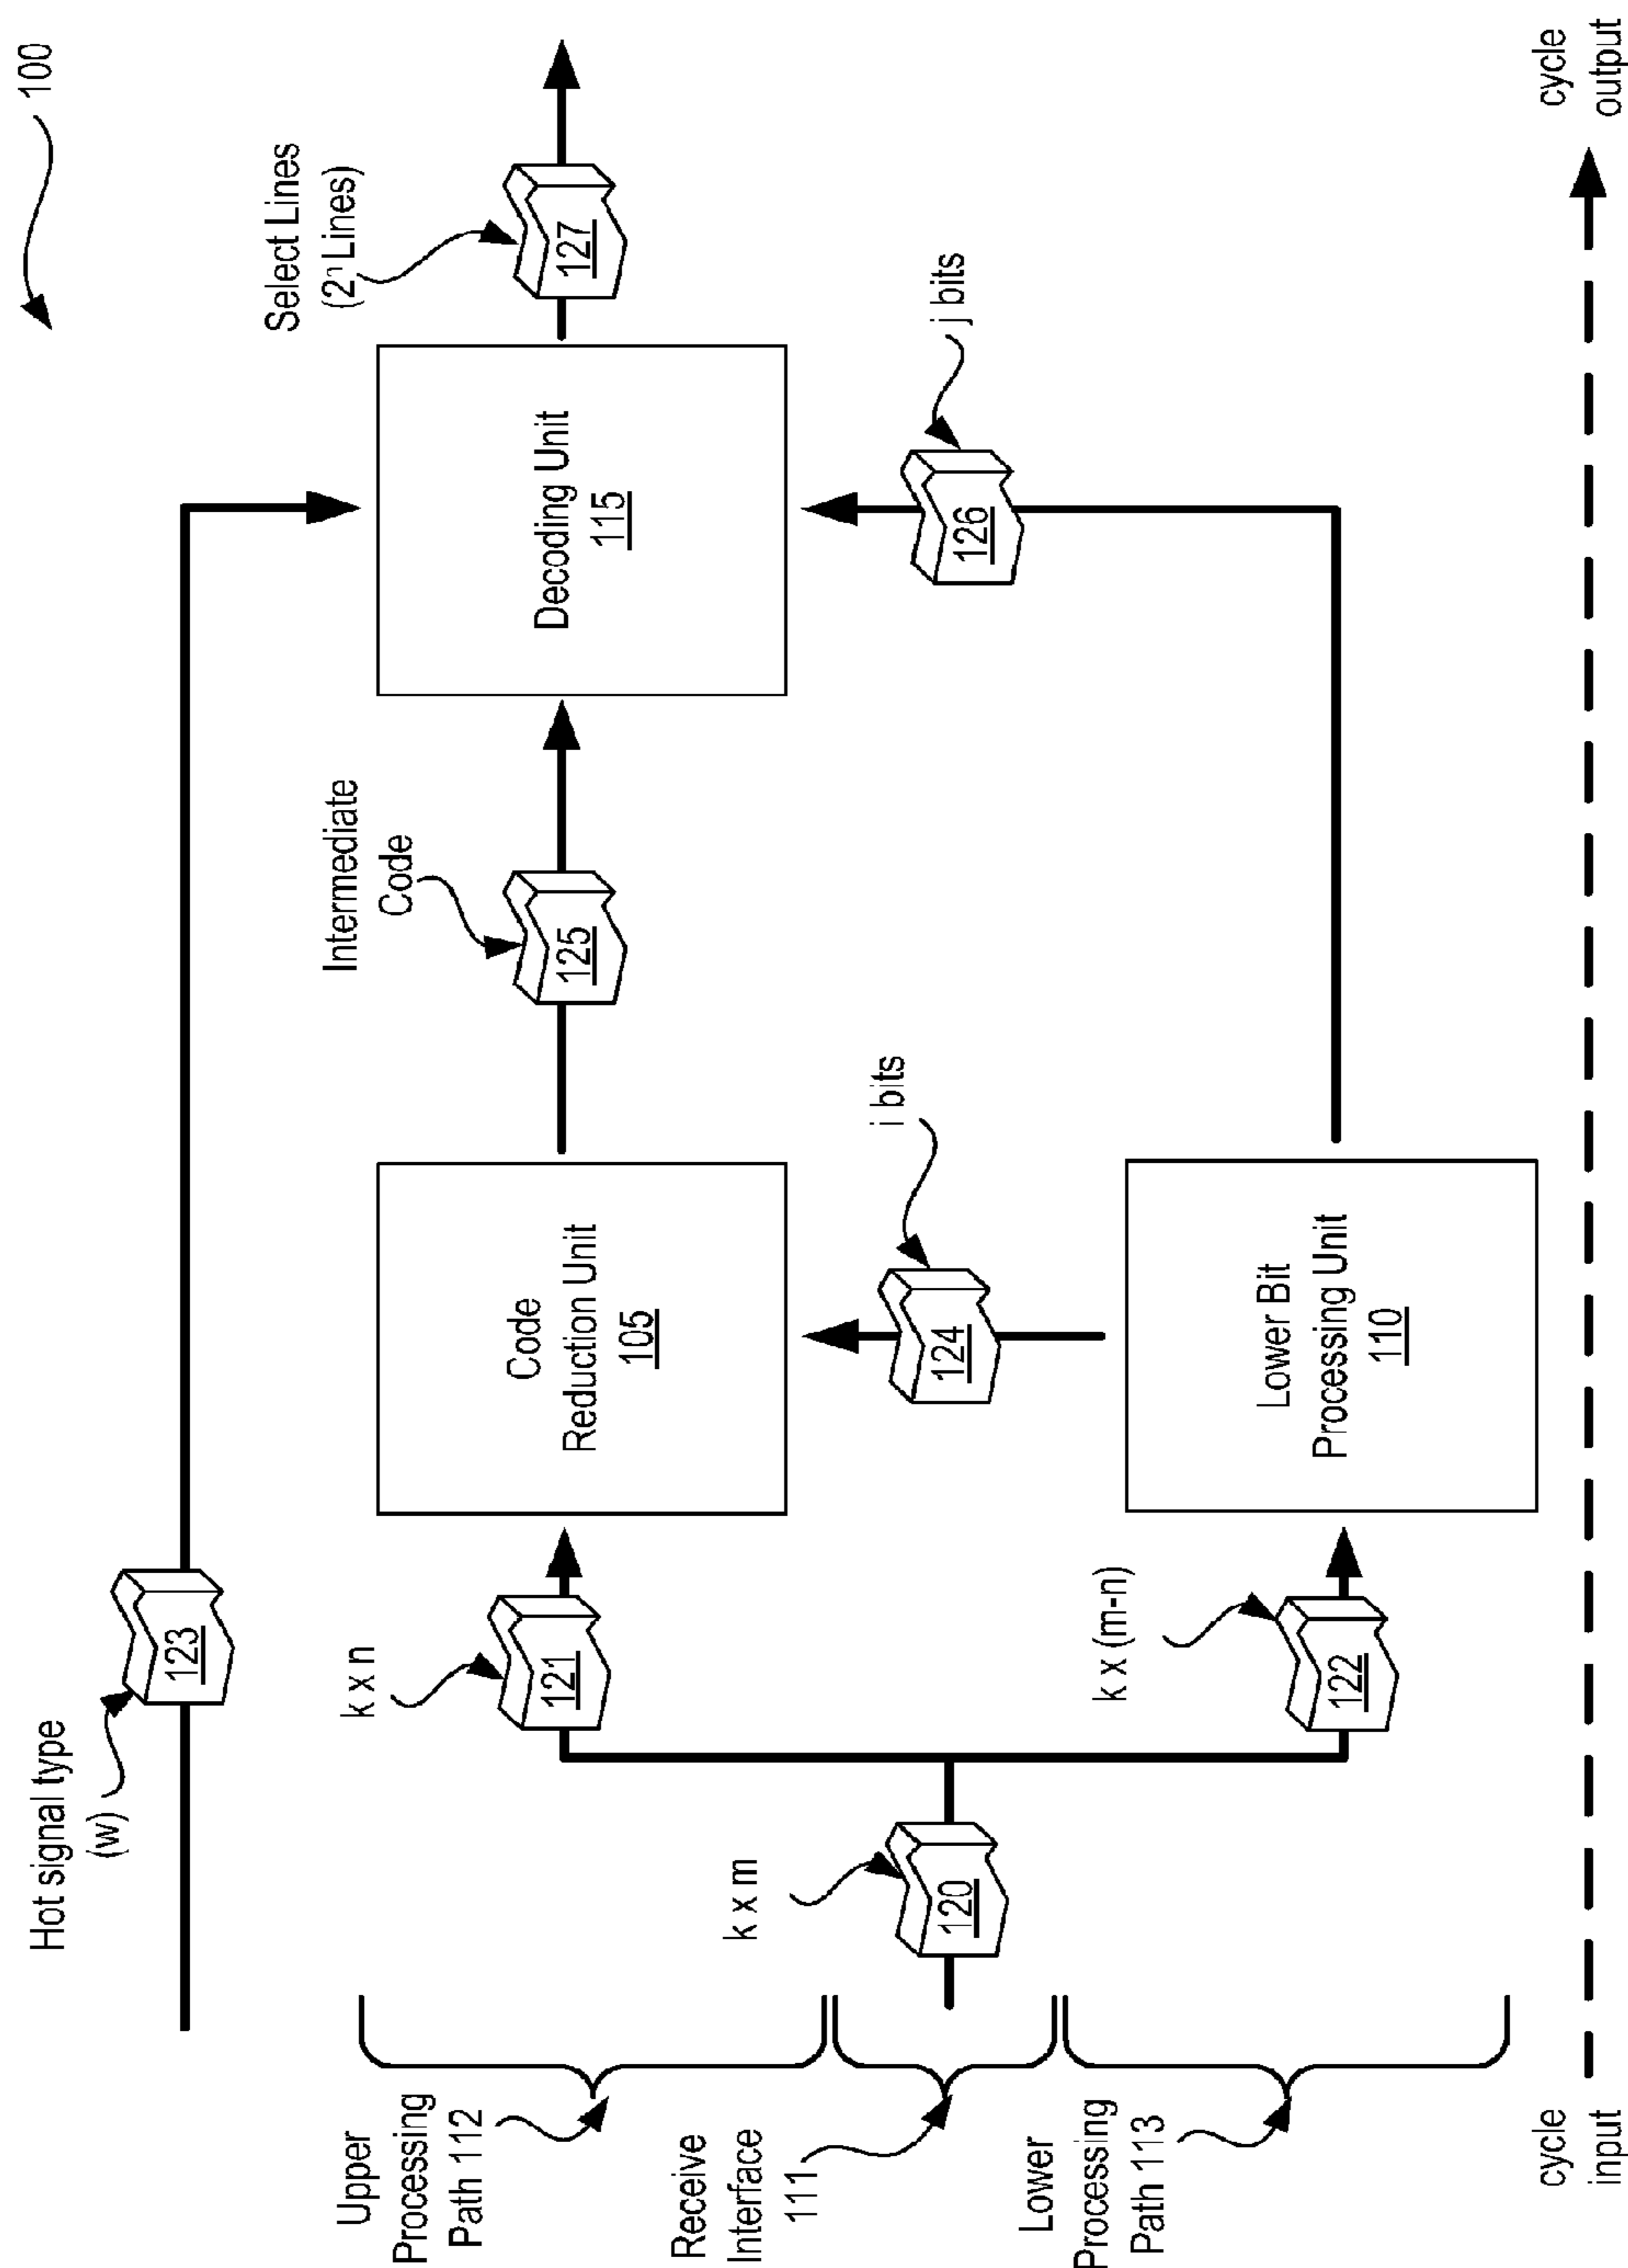 100
Hot signal type
(w)
123
Select Lines
(2ⁿ Lines)
127
Intermediate
Code
125
Upper
Processing
Path 112
k x n
121
Code
Reduction Unit
105
Decoding Unit
115
Receive
Interface
111
k x m
120
i bits
124
j bits
126
Lower
Processing
Path 113
k x (m-n)
122
Lower Bit
Processing Unit
110
cycle
input
cycle
output